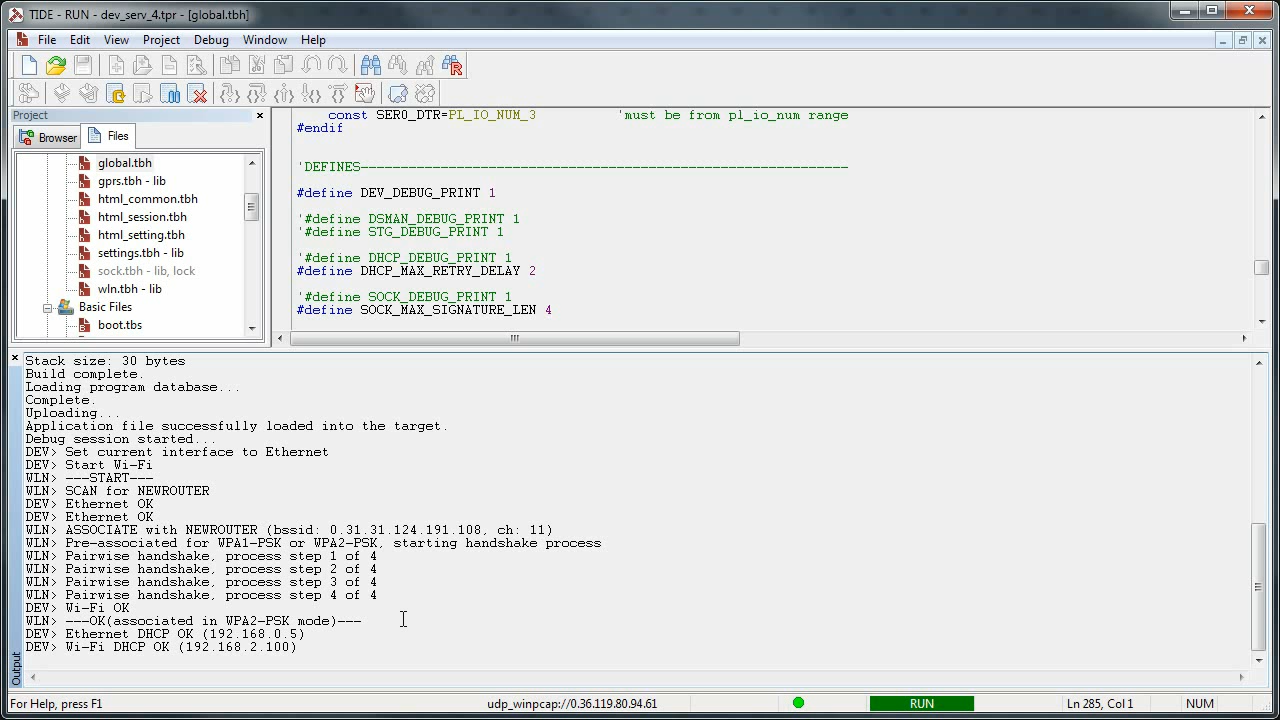 TIDE - RUN - dev_serv_4.tpr - [global.tbh]
File Edit View Project Debug Window Help
Project
Browser Files
global.tbh
gprs.tbh - lib
html_common.tbh
html_session.tbh
html_setting.tbh
settings.tbh - lib
sock.tbh - lib, lock
wln.tbh - lib
Basic Files
boot.tbs
const SER0_DTR=PL_IO_NUM_3 'must be from pl_io_num range
#endif
'DEFINES-------------------------------------------------------------
#define DEV_DEBUG_PRINT 1
'#define DSMAN_DEBUG_PRINT 1
'#define STG_DEBUG_PRINT 1
'#define DHCP_DEBUG_PRINT 1
#define DHCP_MAX_RETRY_DELAY 2
'#define SOCK_DEBUG_PRINT 1
#define SOCK_MAX_SIGNATURE_LEN 4
Stack size: 30 bytes
Build complete.
Loading program database...
Complete.
Uploading...
Application file successfully loaded into the target.
Debug session started...
DEV> Set current interface to Ethernet
DEV> Start Wi-Fi
WLN> ---START---
WLN> SCAN for NEWROUTER
DEV> Ethernet OK
DEV> Ethernet OK
WLN> ASSOCIATE with NEWROUTER (bssid: 0.31.31.124.191.108, ch: 11)
WLN> Pre-associated for WPA1-PSK or WPA2-PSK, starting handshake process
WLN> Pairwise handshake, process step 1 of 4
WLN> Pairwise handshake, process step 2 of 4
WLN> Pairwise handshake, process step 3 of 4
WLN> Pairwise handshake, process step 4 of 4
DEV> Wi-Fi OK
WLN> ---OK(associated in WPA2-PSK mode)---
DEV> Ethernet DHCP OK (192.168.0.5)
DEV> Wi-Fi DHCP OK (192.168.2.100)
Output
For Help, press F1 udp_winpcap://0.36.119.80.94.61 RUN Ln 285, Col 1 NUM